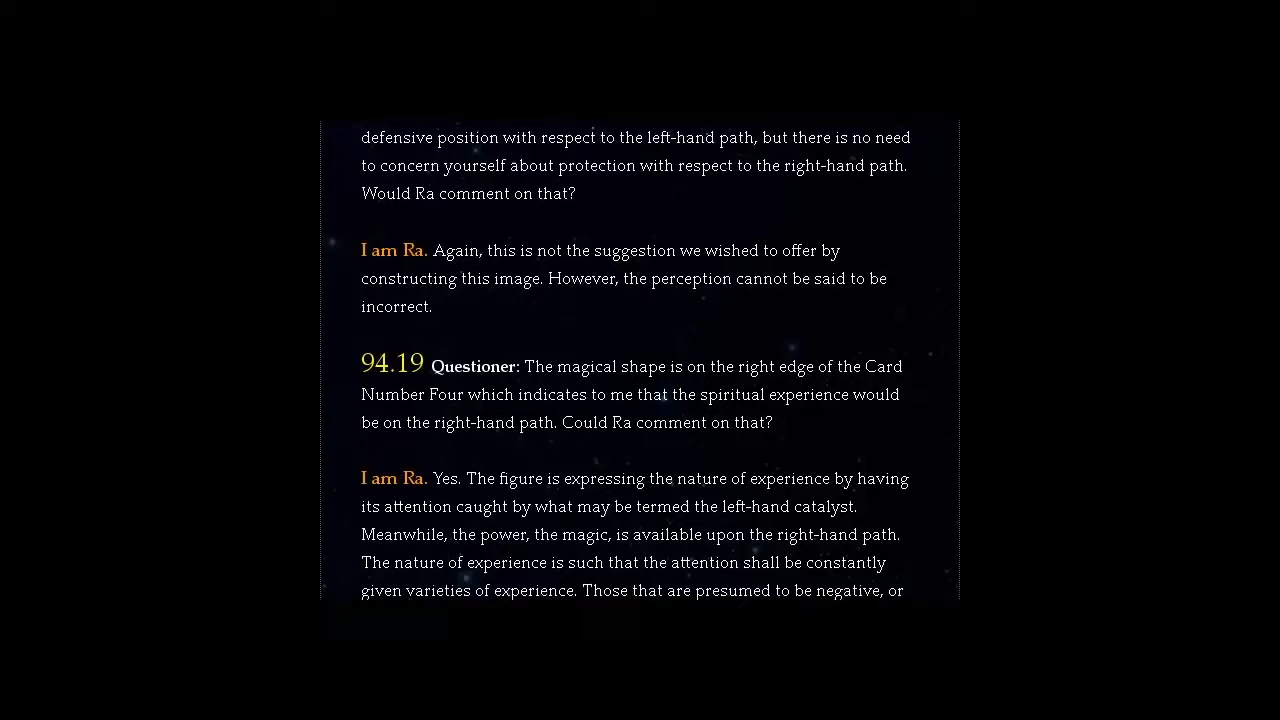 defensive position with respect to the left-hand path, but there is no need
to concern yourself about protection with respect to the right-hand path.
Would Ra comment on that?
I am Ra. Again, this is not the suggestion we wished to offer by
constructing this image. However, the perception cannot be said to be
incorrect.
94.19 Questioner: The magical shape is on the right edge of the Card
Number Four which indicates to me that the spiritual experience would
be on the right-hand path. Could Ra comment on that?
I am Ra. Yes. The figure is expressing the nature of experience by having
its attention caught by what may be termed the left-hand catalyst.
Meanwhile, the power, the magic, is available upon the right-hand path.
The nature of experience is such that the attention shall be constantly
given varieties of experience. Those that are presumed to be negative, or